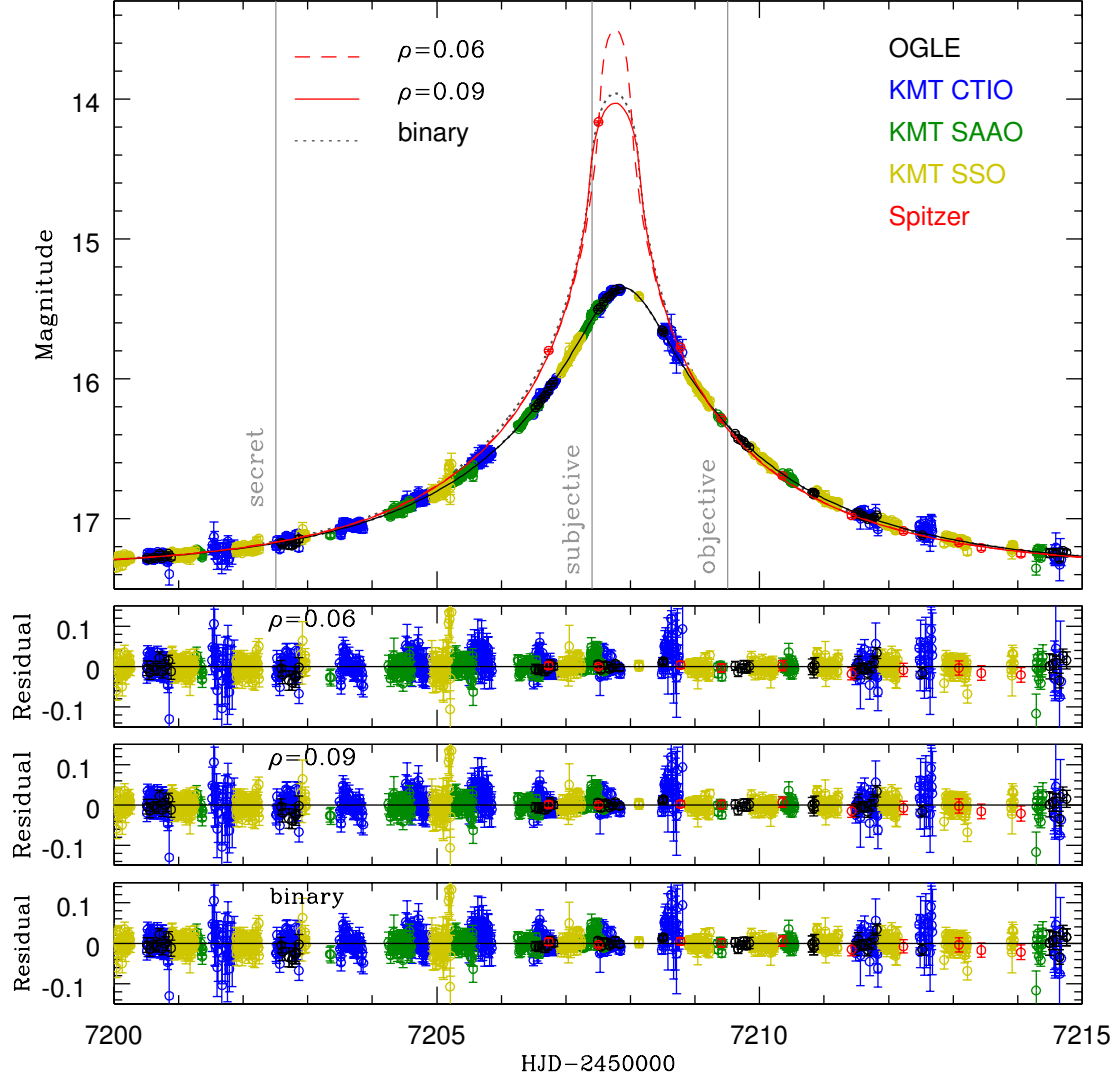 ρ=0.06
ρ=0.09
binary
OGLE
KMT CTIO
KMT SAAO
KMT SSO
Spitzer
14
15
16
17
Magnitude
secret
subjective
objective
ρ=0.06
0.1
0
-0.1
Residual
ρ=0.09
0.1
0
-0.1
Residual
binary
0.1
0
-0.1
Residual
7200
7205
7210
7215
HJD-2450000